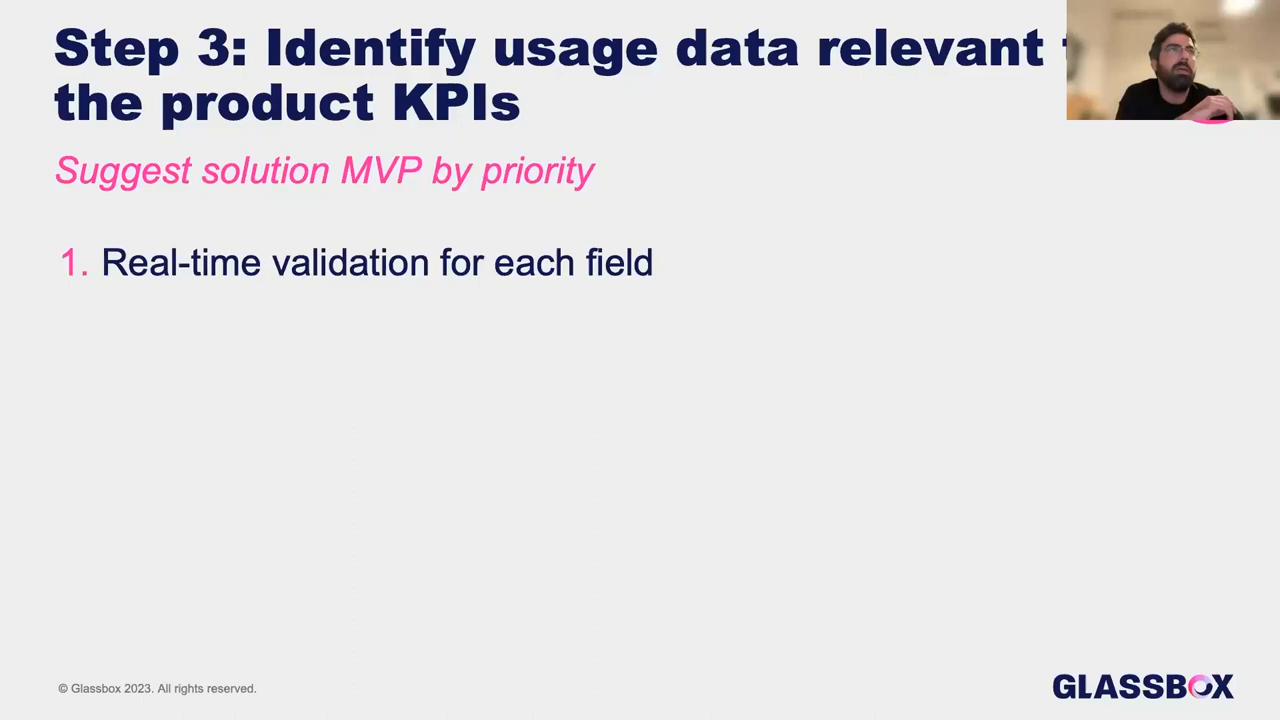 Step 3: Identify usage data relevant
the product KPIs
Suggest solution MVP by priority
1. Real-time validation for each field
© Glassbox 2023. All rights reserved.
GLASSBOX